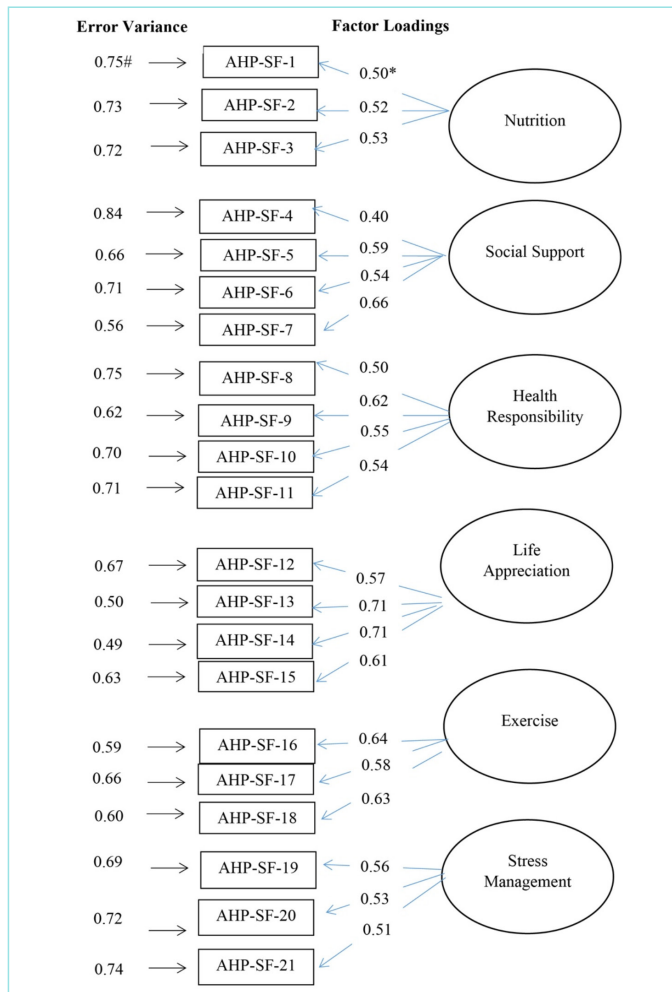 Error Variance Factor Loadings
0.75# AHP-SF-1 0.50*
0.73 AHP-SF-2 0.52 Nutrition
0.72 AHP-SF-3 0.53
0.84 AHP-SF-4 0.40
0.66 AHP-SF-5 0.59 Social Support
0.71 AHP-SF-6 0.54
0.56 AHP-SF-7 0.66
0.75 AHP-SF-8 0.50
0.62 AHP-SF-9 0.62 Health
Responsibility
0.70 AHP-SF-10 0.55
0.71 AHP-SF-11 0.54
0.67 AHP-SF-12 0.57 Life
Appreciation
0.50 AHP-SF-13 0.71
0.49 AHP-SF-14 0.71
0.63 AHP-SF-15 0.61
0.59 AHP-SF-16 0.64 Exercise
0.66 AHP-SF-17 0.58
0.60 AHP-SF-18 0.63
0.69 AHP-SF-19 0.56 Stress
Management
0.72 AHP-SF-20 0.53
0.74 AHP-SF-21 0.51